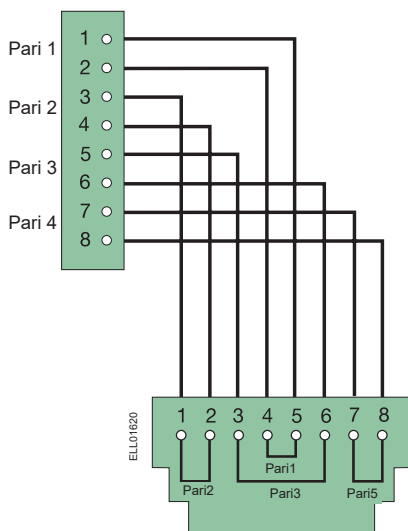 Pari 1
1
2
Pari 2
3
4
Pari 3
5
6
Pari 4
7
8
ELL01620
1 2 3 4 5 6 7 8
Pari1
Pari2 Pari3 Pari5